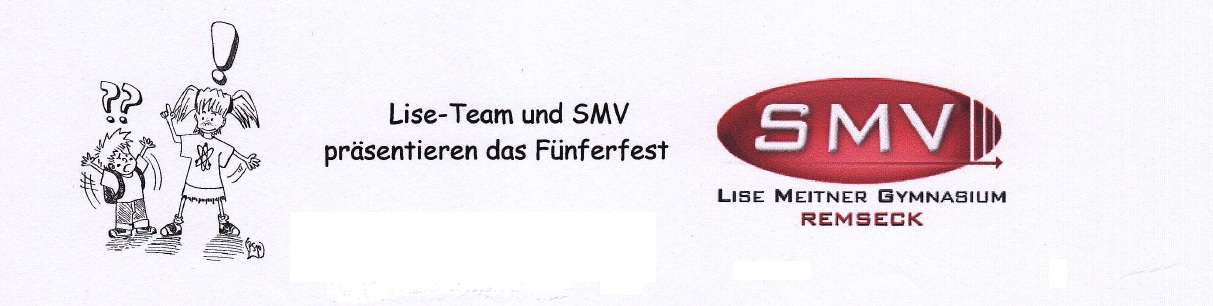 ??
!
Lise-Team und SMV
präsentieren das Fünferfest
SMV
LISE MEITNER GYMNASIUM
REMSECK